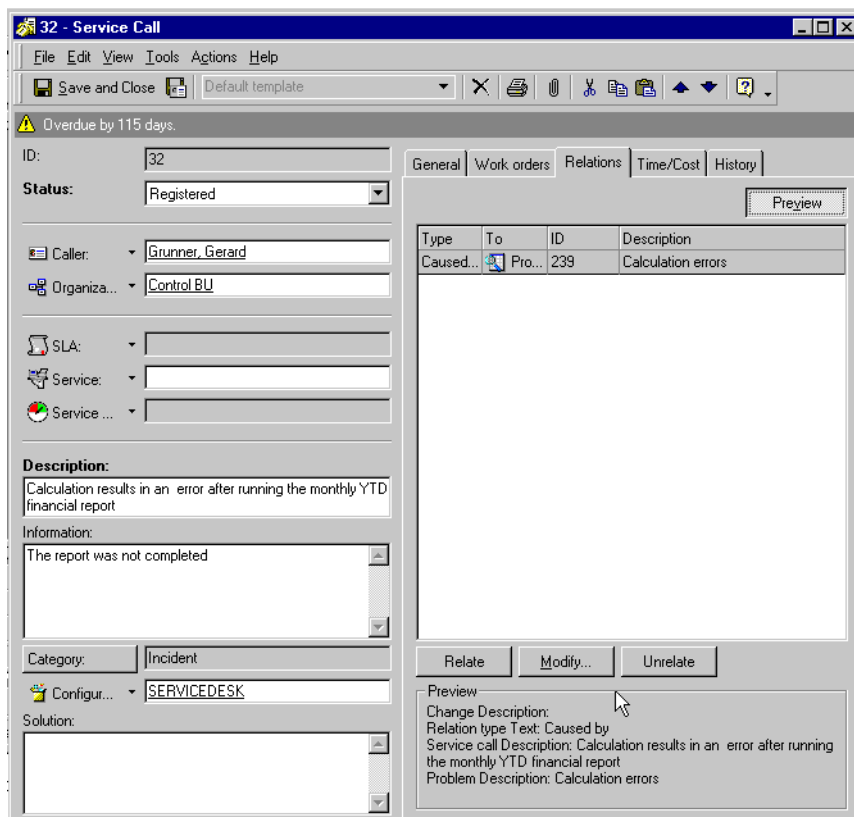 32 - Service Call
File Edit View Tools Actions Help
Save and Close Default template
Overdue by 115 days.
ID: 32
Status: Registered
Caller: Grunner, Gerard
Organiza... Control BU
SLA:
Service:
Service ...
Description:
Calculation results in an error after running the monthly YTD
financial report
Information:
The report was not completed
Category: Incident
Configur... SERVICEDESK
Solution:
General Work orders Relations Time/Cost History
Preview
Type To ID Description
Caused... Pro... 239 Calculation errors
Relate Modify... Unrelate
Preview
Change Description:
Relation type Text: Caused by
Service call Description: Calculation results in an error after running
the monthly YTD financial report
Problem Description: Calculation errors